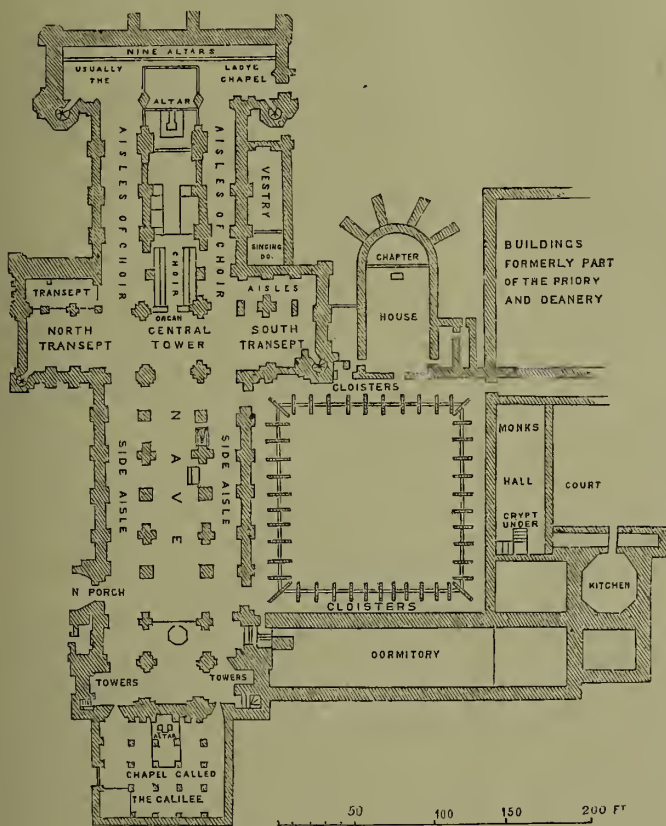 NINE ALTARS
USUALLY
THE
LADYE
CHAPEL
ALTAR
AISLES OF CHOIR
AISLES OF CHOIR
VESTRY
SINGING
DO.
CHOIR
ORGAN
TRANSEPT
AISLES
NORTH
TRANSEPT
CENTRAL
TOWER
SOUTH
TRANSEPT
CHAPTER
HOUSE
BUILDINGS
FORMERLY PART
OF THE PRIORY
AND DEANERY
CLOISTERS
NAVE
SIDE AISLE
SIDE AISLE
MONKS
HALL
CRYPT
UNDER
COURT
KITCHEN
N PORCH
CLOISTERS
DORMITORY
TOWERS
TOWERS
ALTAR
CHAPEL CALLED
THE GALILEE
50
100
150
200 FT